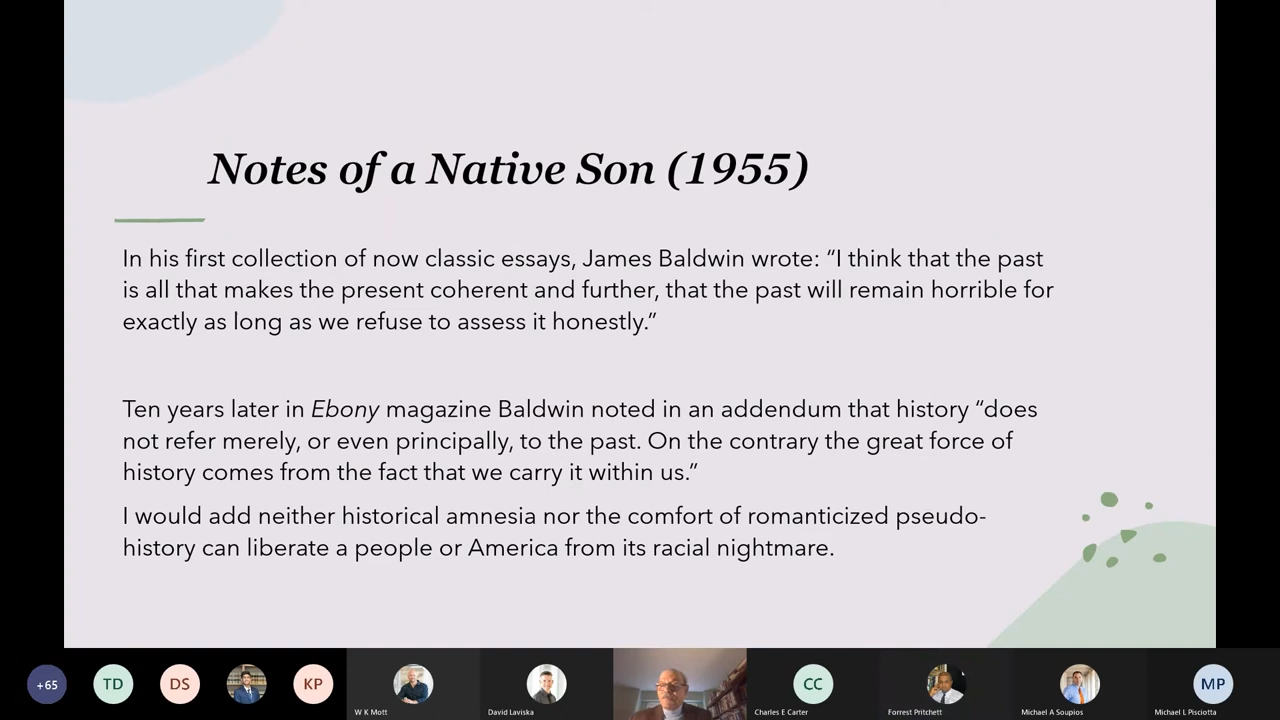 Notes of a Native Son (1955)
In his first collection of now classic essays, James Baldwin wrote: “I think that the past
is all that makes the present coherent and further, that the past will remain horrible for
exactly as long as we refuse to assess it honestly.”
Ten years later in Ebony magazine Baldwin noted in an addendum that history “does
not refer merely, or even principally, to the past. On the contrary the great force of
history comes from the fact that we carry it within us.”
I would add neither historical amnesia nor the comfort of romanticized pseudo-
history can liberate a people or America from its racial nightmare.
+65
TD
DS
KP
W K Mott
David Laviska
CC
Charles E Carter
Forrest Pritchett
Michael A Soupios
MP
Michael L Pisciotta